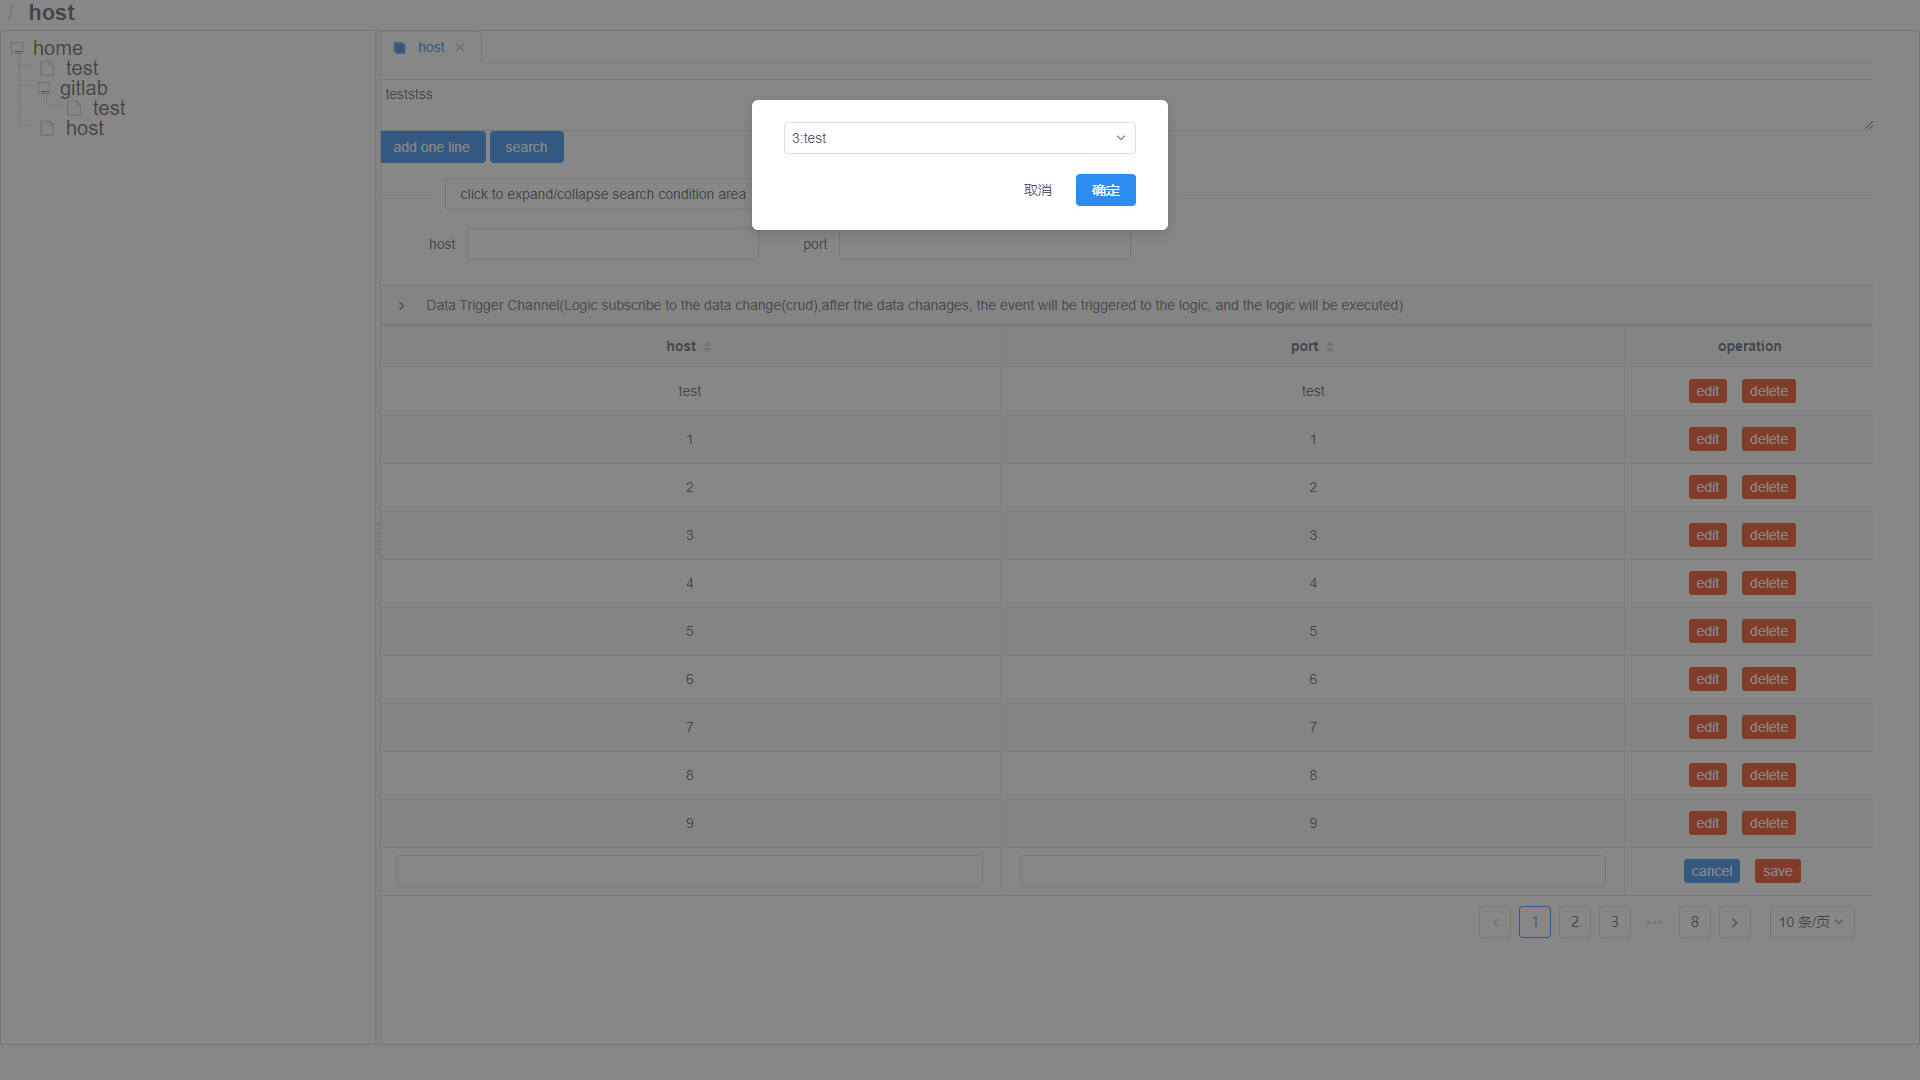 / host
home
test
gitlab
test
host
host
teststss
add one line search
click to expand/collapse search condition area
3:test
取消 确定
host port
Data Trigger Channel(Logic subscribe to the data change(crud),after the data chanages, the event will be triggered to the logic, and the logic will be executed)
host port operation
test test edit delete
1 1 edit delete
2 2 edit delete
3 3 edit delete
4 4 edit delete
5 5 edit delete
6 6 edit delete
7 7 edit delete
8 8 edit delete
9 9 edit delete
cancel save
1 2 3 ••• 8 10 条/页